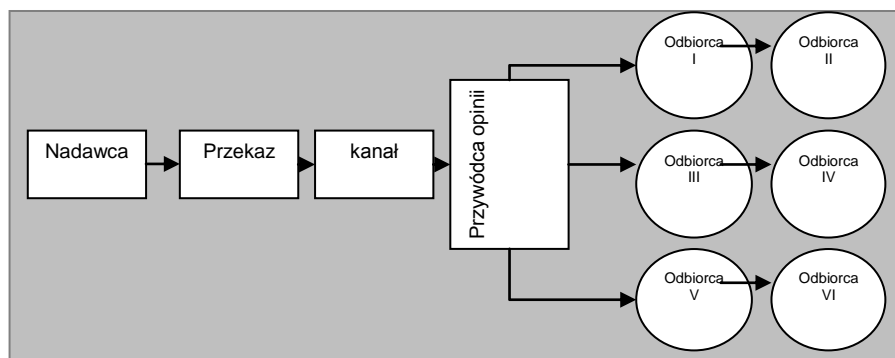 Nadawca
Przekaz
kanał
Przywódca opinii
Odbiorca
I
Odbiorca
II
Odbiorca
III
Odbiorca
IV
Odbiorca
V
Odbiorca
VI